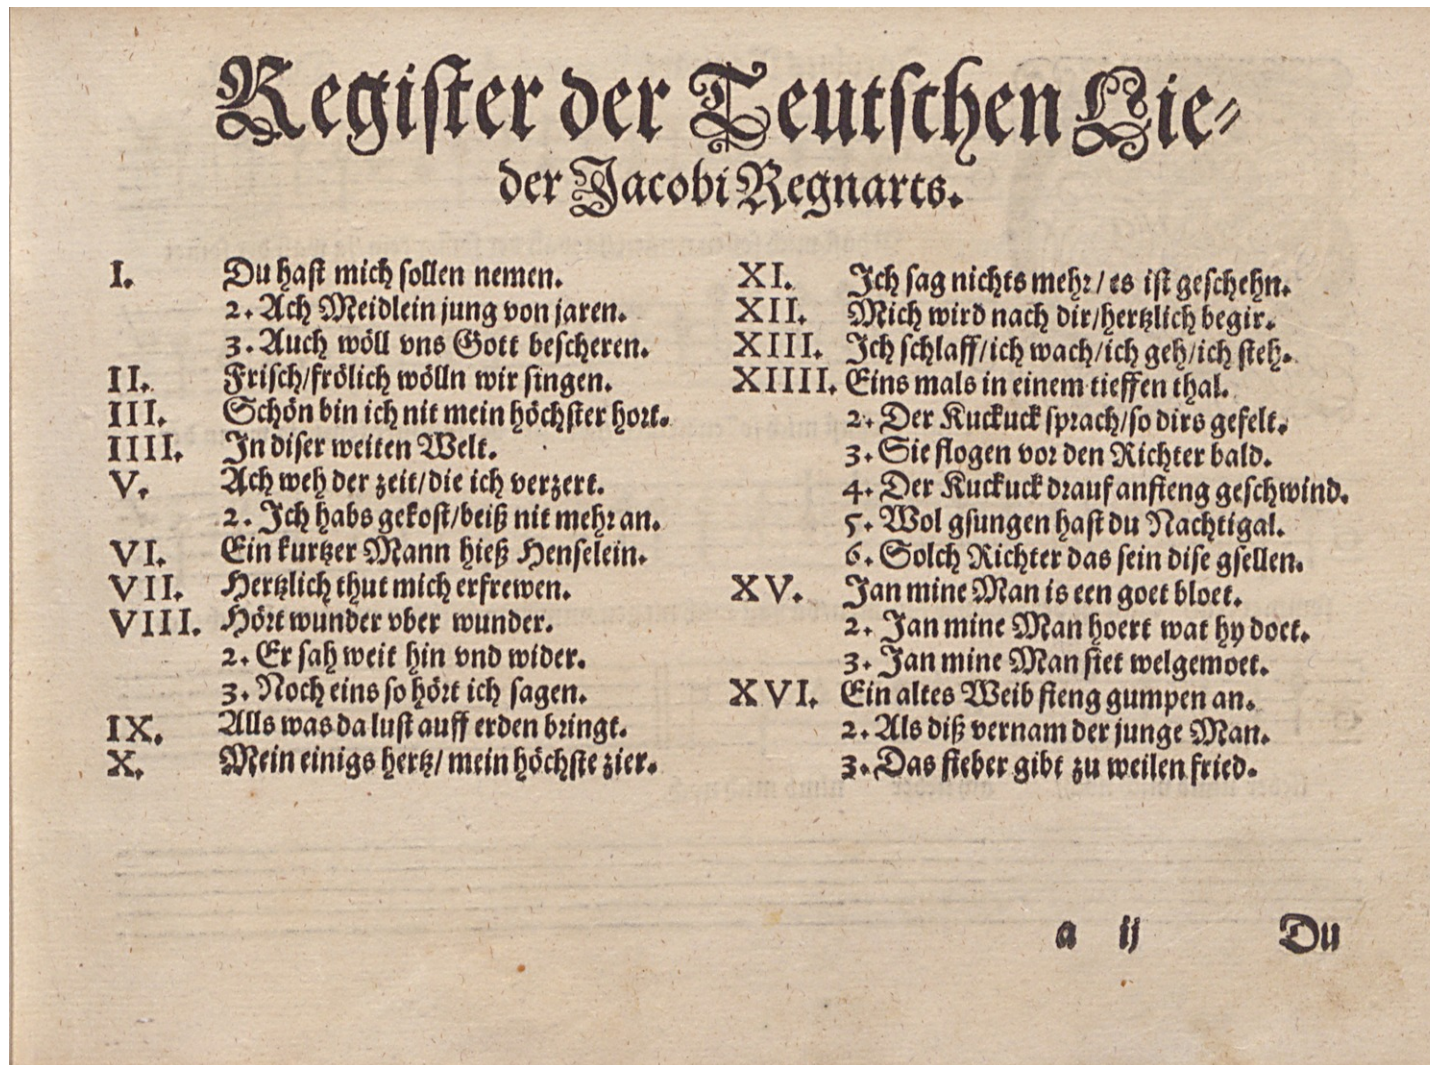 Regiſter der Teutſchen Lie⸗
der Jacobi Regnarts.
I. Du haſt mich ſollen nemen.
2. Ach Meidlein jung von jaren.
3. Auch wöll vns Gott beſcheren.
II. Friſch/frölich wölln wir ſingen.
III. Schön bin ich nit mein höchſter hort.
IIII. In diſer weiten Welt.
V. Ach weh der zeit/die ich verzert.
2. Ich habs gekoſt/beiß nit mehr an.
VI. Ein kurtzer Mann hieß Henſelein.
VII. Hertzlich thut mich erfrewen.
VIII. Hört wunder vber wunder.
2. Er ſah weit hin vnd wider.
3. Noch eins ſo hört ich ſagen.
IX. Alls was da luſt auff erden bringt.
X. Mein einigs hertz/ mein höchſte zier.
XI. Ich ſag nichts mehr/ es iſt geſchehn.
XII. Mich wird nach dir/hertzlich begir.
XIII. Ich ſchlaff/ich wach/ich geh/ich ſteh.
XIIII. Eins mals in einem tieffen thal.
2. Der Kuckuck ſprach/ſo dirs gefelt.
3. Sie flogen vor den Richter bald.
4. Der Kuckuck drauf anfieng geſchwind.
5. Wol gſungen haſt du Nachtigal.
6. Solch Richter das ſein diſe gſellen.
XV. Jan mine Man is een goet bloet.
2. Jan mine Man hoert wat hy doet.
3. Jan mine Man ſiet welgemoet.
XVI. Ein altes Weib fieng gumpen an.
2. Als diß vernam der junge Man.
3. Das fieber gibt zu weilen fried.
a ij Du